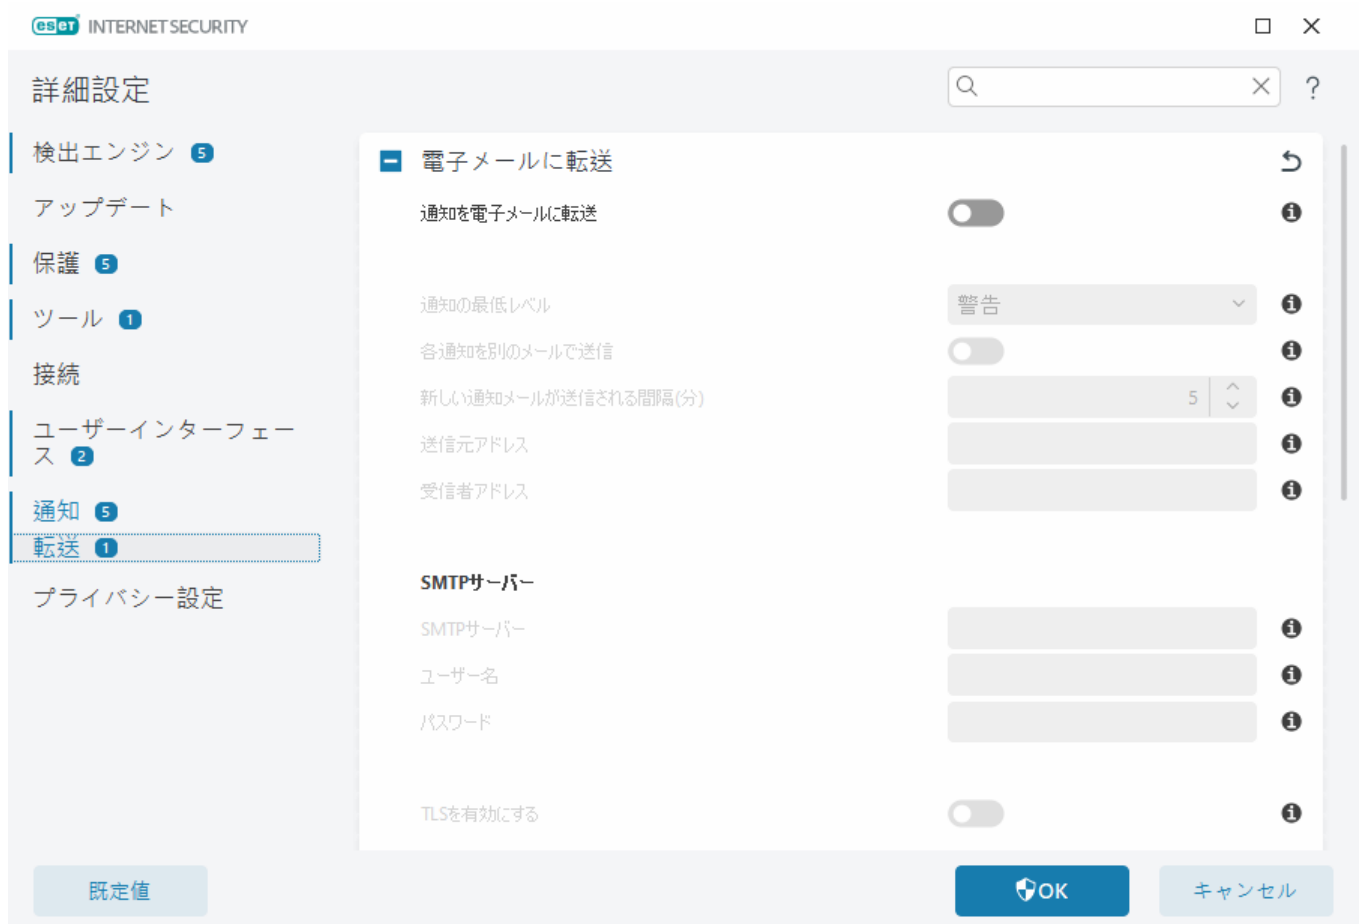 eset INTERNET SECURITY
詳細設定
?
検出エンジン 5
アップデート
保護 5
ツール 1
接続
ユーザーインターフェー
ス 2
通知 5
転送 1
プライバシー設定
電子メールに転送
通知を電子メールに転送
通知の最低レベル 警告
各通知を別のメールで送信
新しい通知メールが送信される間隔(分) 5
送信元アドレス
受信者アドレス
SMTPサーバー
SMTPサーバー
ユーザー名
パスワード
TLSを有効にする
既定値 OK キャンセル